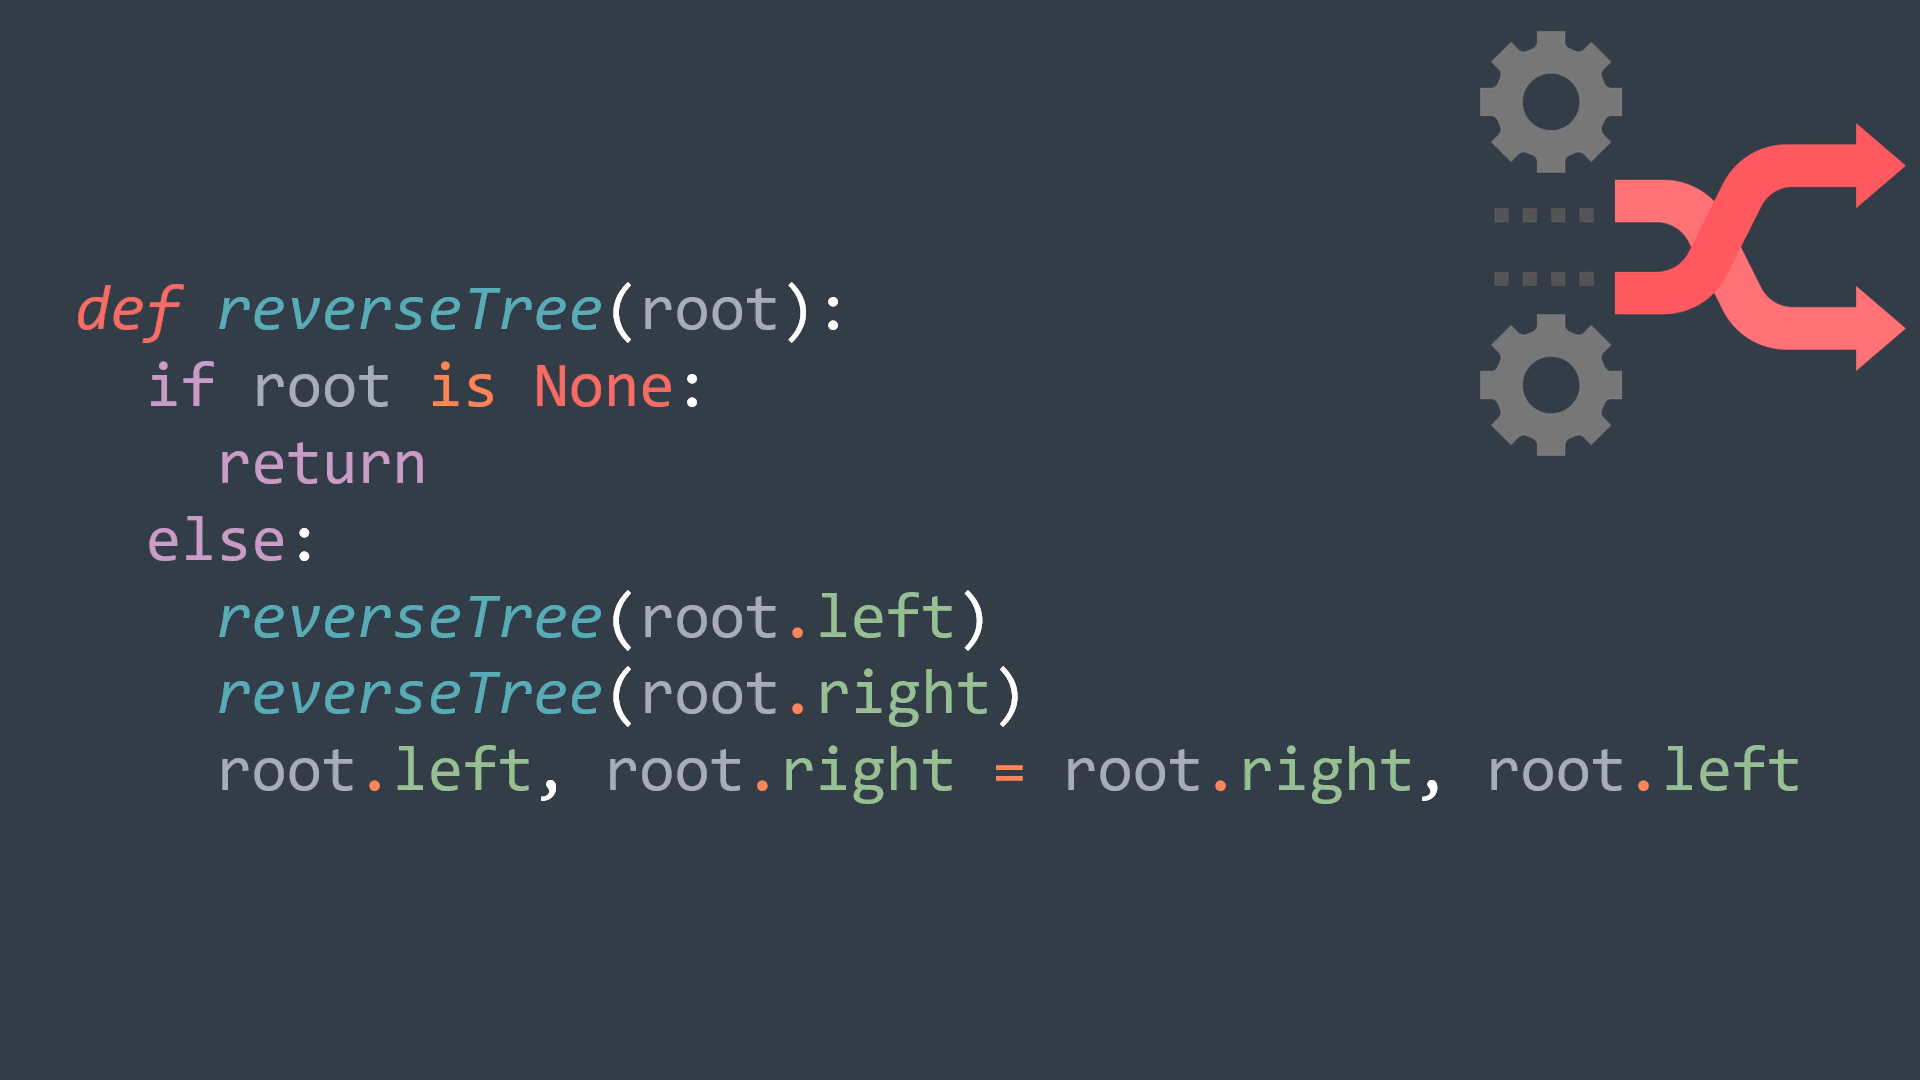 def reverseTree(root):
  if root is None:
    return
  else:
    reverseTree(root.left)
    reverseTree(root.right)
    root.left, root.right = root.right, root.left